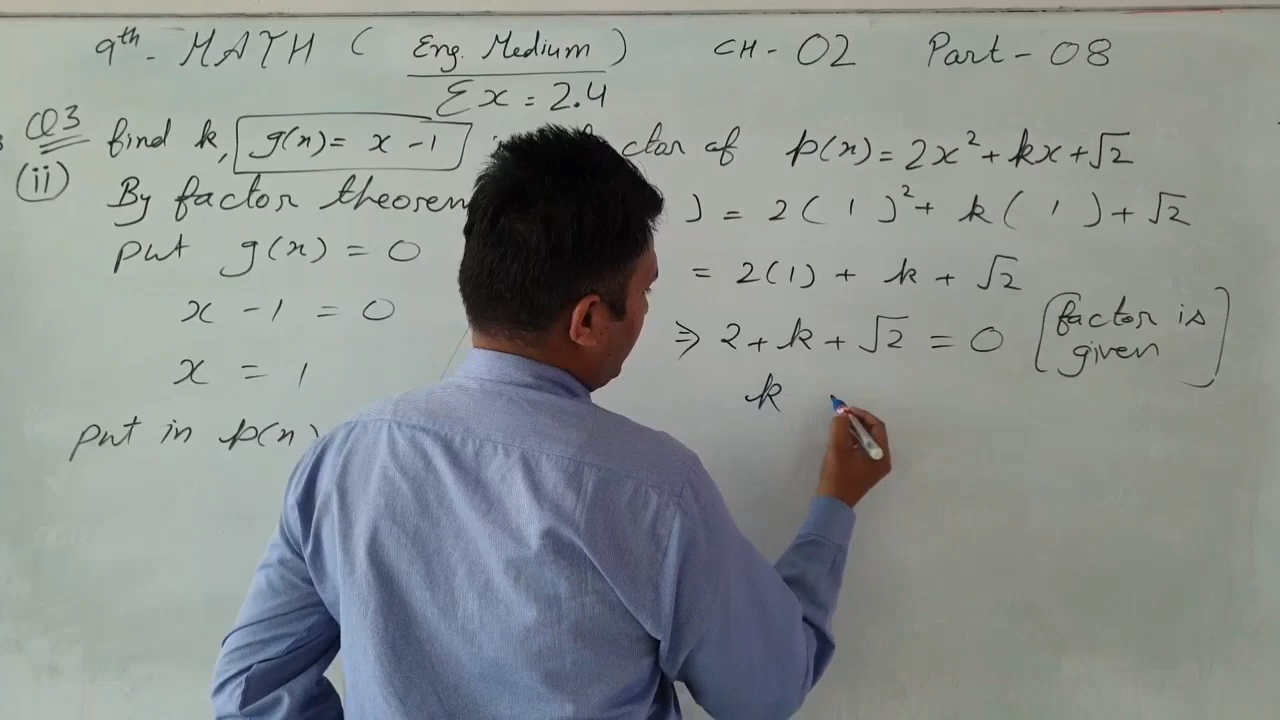 9th - MATH ( Eng. Medium ) CH - 02 Part - 08
Ex = 2.4
Q3 find k, g(x) = x - 1 factor of p(x) = 2x² + kx + √2
(ii) By factor theorem
) = 2( 1 )² + k( 1 ) + √2
put g(x) = 0
= 2(1) + k + √2
x - 1 = 0
⇒ 2 + k + √2 = 0 [factor is given]
x = 1
k
put in p(x)